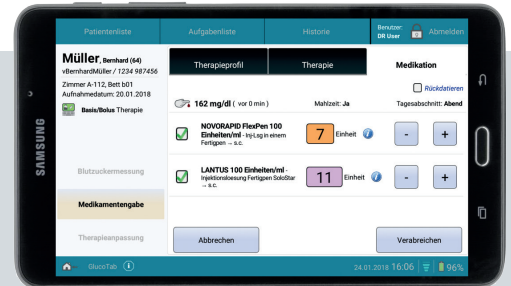 SAMSUNG
Patientenliste
Aufgabenliste
Historie
Benutzer:
DR User
Abmelden
Müller, Bernhard (64)
vBernhardMüller / 1234 987456
Zimmer A-112, Bett b01
Aufnahmedatum: 20.01.2018
Basis/Bolus Therapie
Blutzuckermessung
Medikamentengabe
Therapieanpassung
Therapieprofil
Therapie
Medikation
Rückdatieren
162 mg/dl ( vor 0 min )
Mahlzeit: Ja
Tagesabschnitt: Abend
NOVORAPID FlexPen 100
Einheiten/ml - Inj-Lsg in einem
Fertigpen → s.c.
7 Einheit i - +
LANTUS 100 Einheiten/ml -
Injektionsloesung Fertigpen SoloStar
→ s.c.
11 Einheit i - +
Abbrechen
Verabreichen
GlucoTab i
24.01.2018 16:06
96%